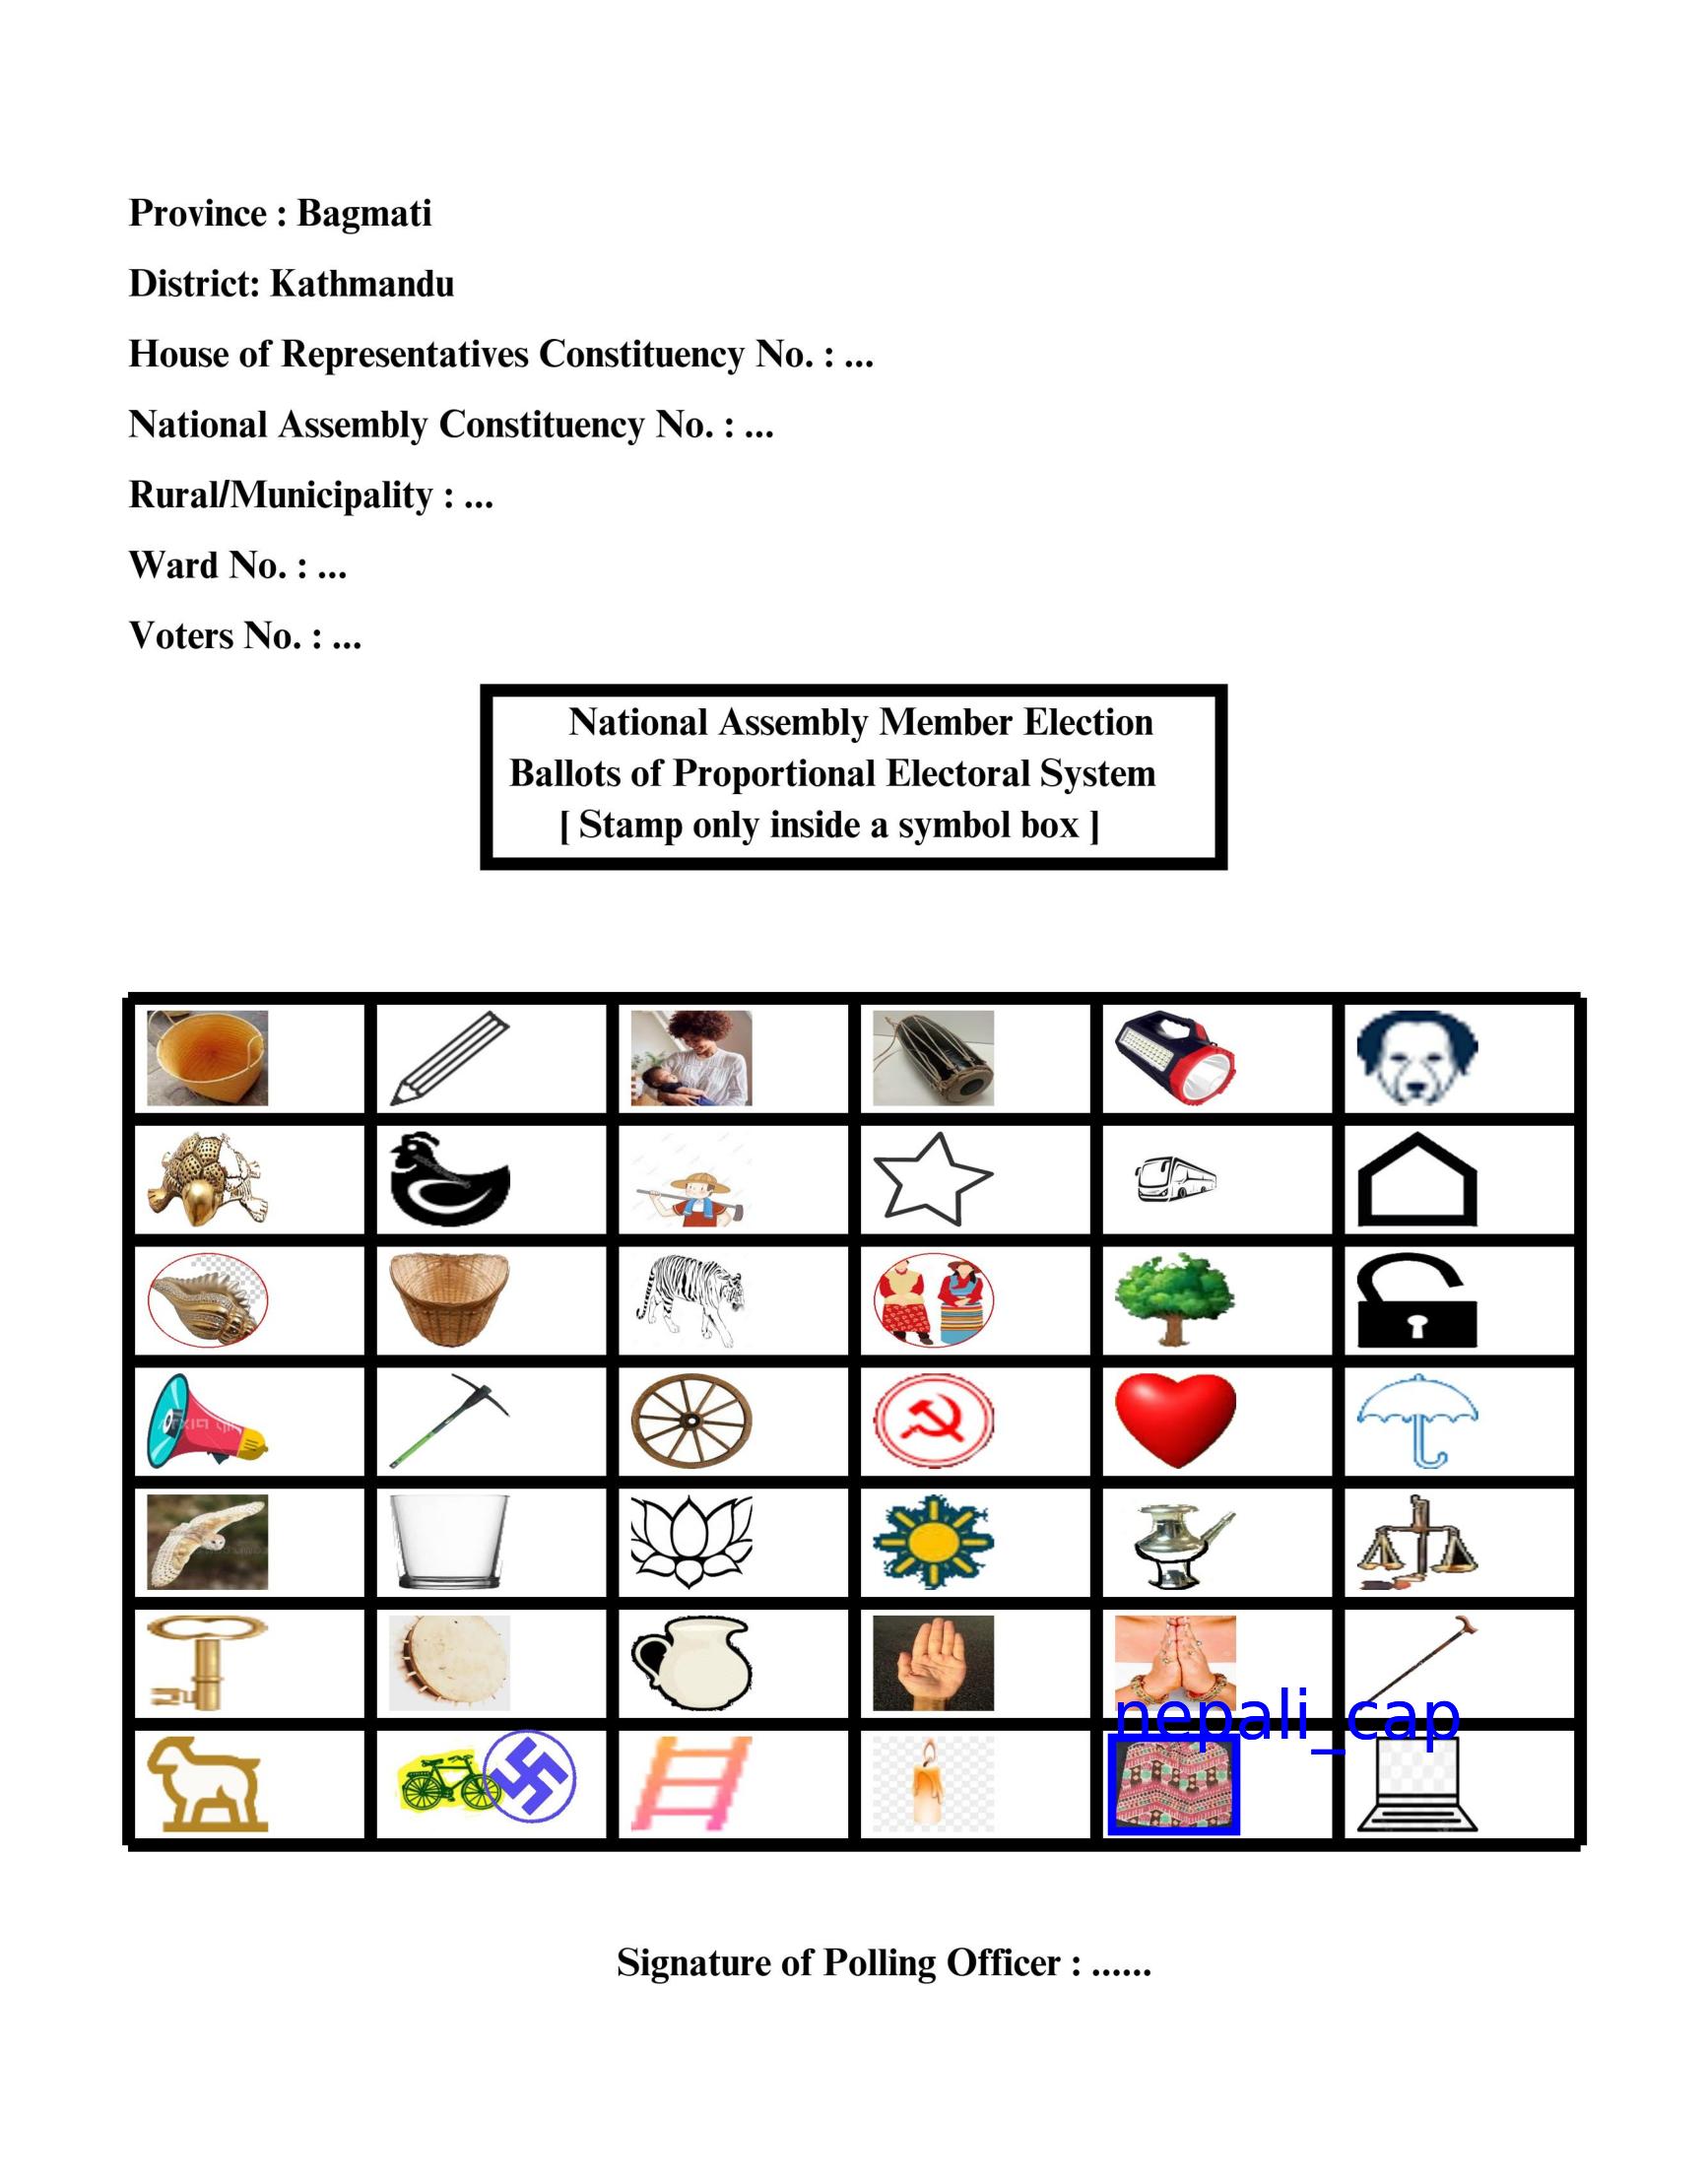 Province : Bagmati
District: Kathmandu
House of Representatives Constituency No. : ...
National Assembly Constituency No. : ...
Rural/Municipality : ...
Ward No. : ...
Voters No. : ...
National Assembly Member Election
Ballots of Proportional Electoral System
[ Stamp only inside a symbol box ]
nepali_cap
Signature of Polling Officer : ......